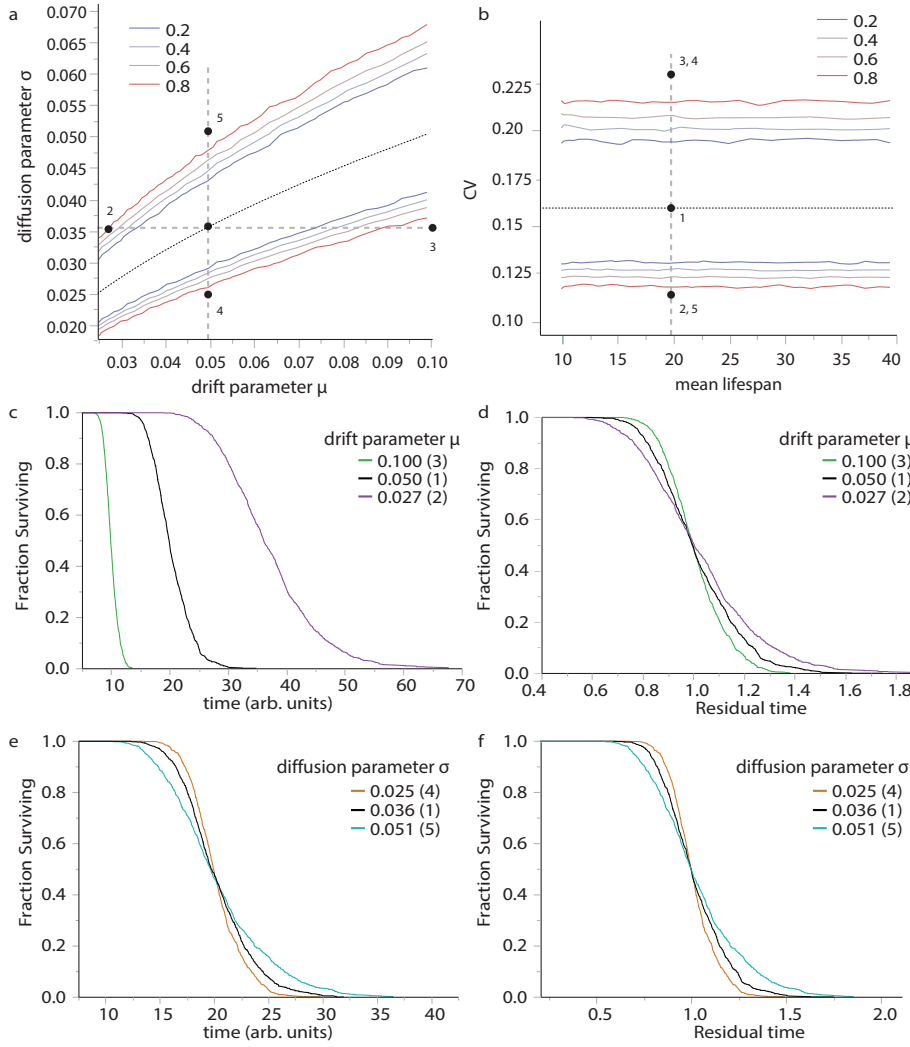 a
0.070
0.065
0.060
0.055
0.050
0.045
0.040
0.035
0.030
0.025
0.020
diffusion parameter σ
0.2
0.4
0.6
0.8
5
2
3
4
0.03 0.04 0.05 0.06 0.07 0.08 0.09 0.10
drift parameter μ
b
0.225
0.20
0.16
0.125
0.10
CV
0.2
0.4
0.6
0.8
3, 4
1
2, 5
10 15 20 25 30 35 40
mean lifespan
c
1.0
0.8
0.6
0.4
0.2
0.0
Fraction Surviving
drift parameter μ
0.100 (3)
0.050 (1)
0.027 (2)
10 20 30 40 50 60 70
time (arb. units)
d
1.0
0.8
0.6
0.4
0.2
0.0
Fraction Surviving
drift parameter μ
0.100 (3)
0.050 (1)
0.027 (2)
0.4 0.6 0.8 1.0 1.2 1.4 1.6 1.8
Residual time
e
1.0
0.8
0.6
0.4
0.2
0.0
Fraction Surviving
diffusion parameter σ
0.025 (4)
0.036 (1)
0.051 (5)
10 15 20 25 30 35 40
time (arb. units)
f
1.0
0.8
0.6
0.4
0.2
0.0
Fraction Surviving
diffusion parameter σ
0.025 (4)
0.036 (1)
0.051 (5)
0.5 1.0 1.5 2.0
Residual time